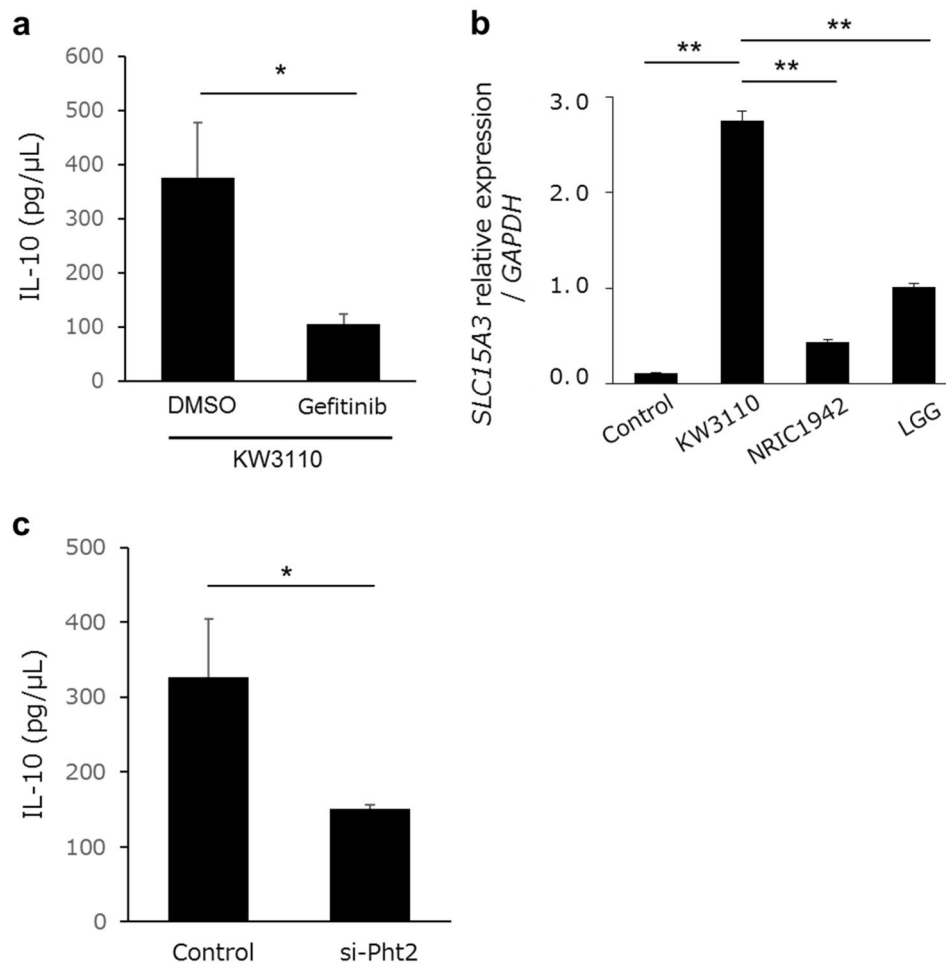 a
600
500
400
300
200
100
0
IL-10 (pg/μL)
*
DMSO Gefitinib
KW3110
b
** **
**
3.0
2.0
1.0
0.0
SLC15A3 relative expression
/ GAPDH
Control KW3110 NRIC1942 LGG
c
500
400
300
200
100
0
IL-10 (pg/μL)
*
Control si-Pht2